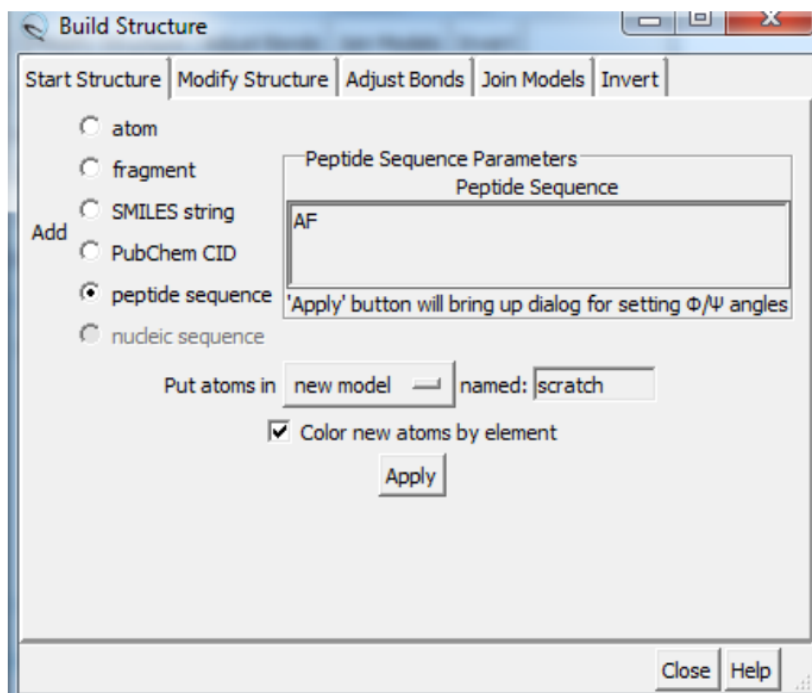 Build Structure
Start Structure Modify Structure Adjust Bonds Join Models Invert
Add
atom
fragment
SMILES string
PubChem CID
peptide sequence
nucleic sequence
Peptide Sequence Parameters
Peptide Sequence
AF
'Apply' button will bring up dialog for setting Φ/Ψ angles
Put atoms in new model named: scratch
Color new atoms by element
Apply
Close Help